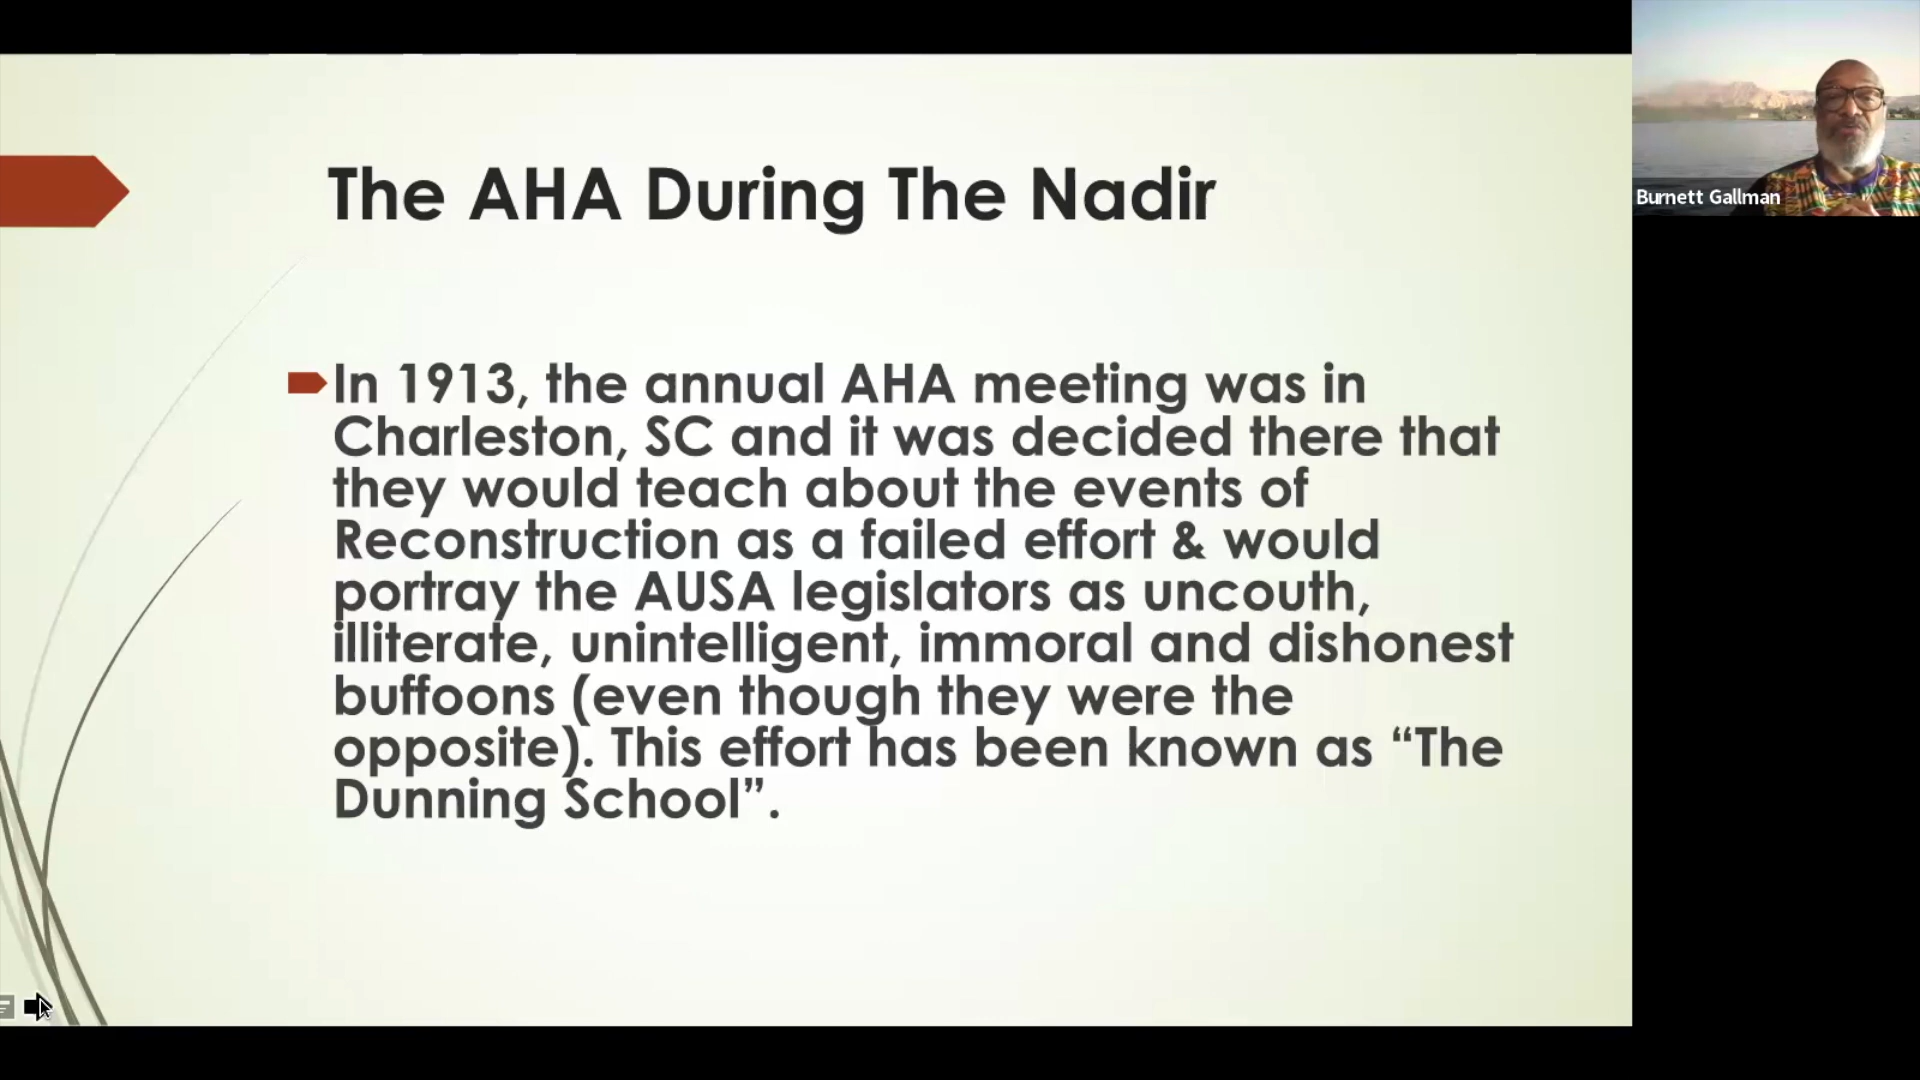 The AHA During The Nadir
In 1913, the annual AHA meeting was in
Charleston, SC and it was decided there that
they would teach about the events of
Reconstruction as a failed effort & would
portray the AUSA legislators as uncouth,
illiterate, unintelligent, immoral and dishonest
buffoons (even though they were the
opposite). This effort has been known as “The
Dunning School”.
Burnett Gallman